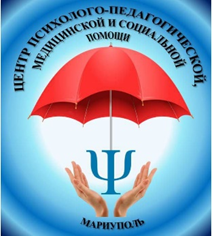 ЦЕНТР ПСИХОЛОГО-ПЕДАГОГИЧЕСКОЙ,
МЕДИЦИНСКОЙ И СОЦИАЛЬНОЙ
ПОМОЩИ
Ψ
МАРИУПОЛЬ